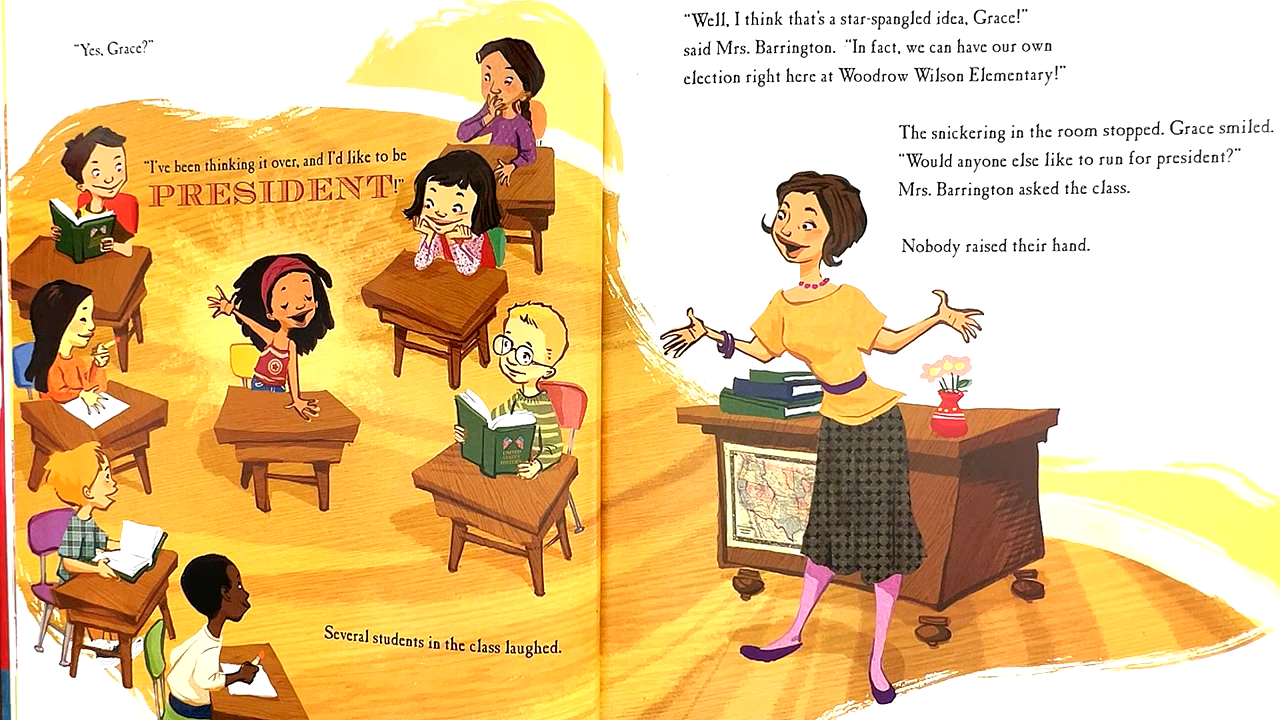 "Yes, Grace?"
"I've been thinking it over, and I'd like to be
PRESIDENT!"
UNITED
STATES
HISTORY
Several students in the class laughed.
"Well, I think that's a star-spangled idea, Grace!"
said Mrs. Barrington. "In fact, we can have our own
election right here at Woodrow Wilson Elementary!"
The snickering in the room stopped. Grace smiled.
"Would anyone else like to run for president?"
Mrs. Barrington asked the class.
Nobody raised their hand.